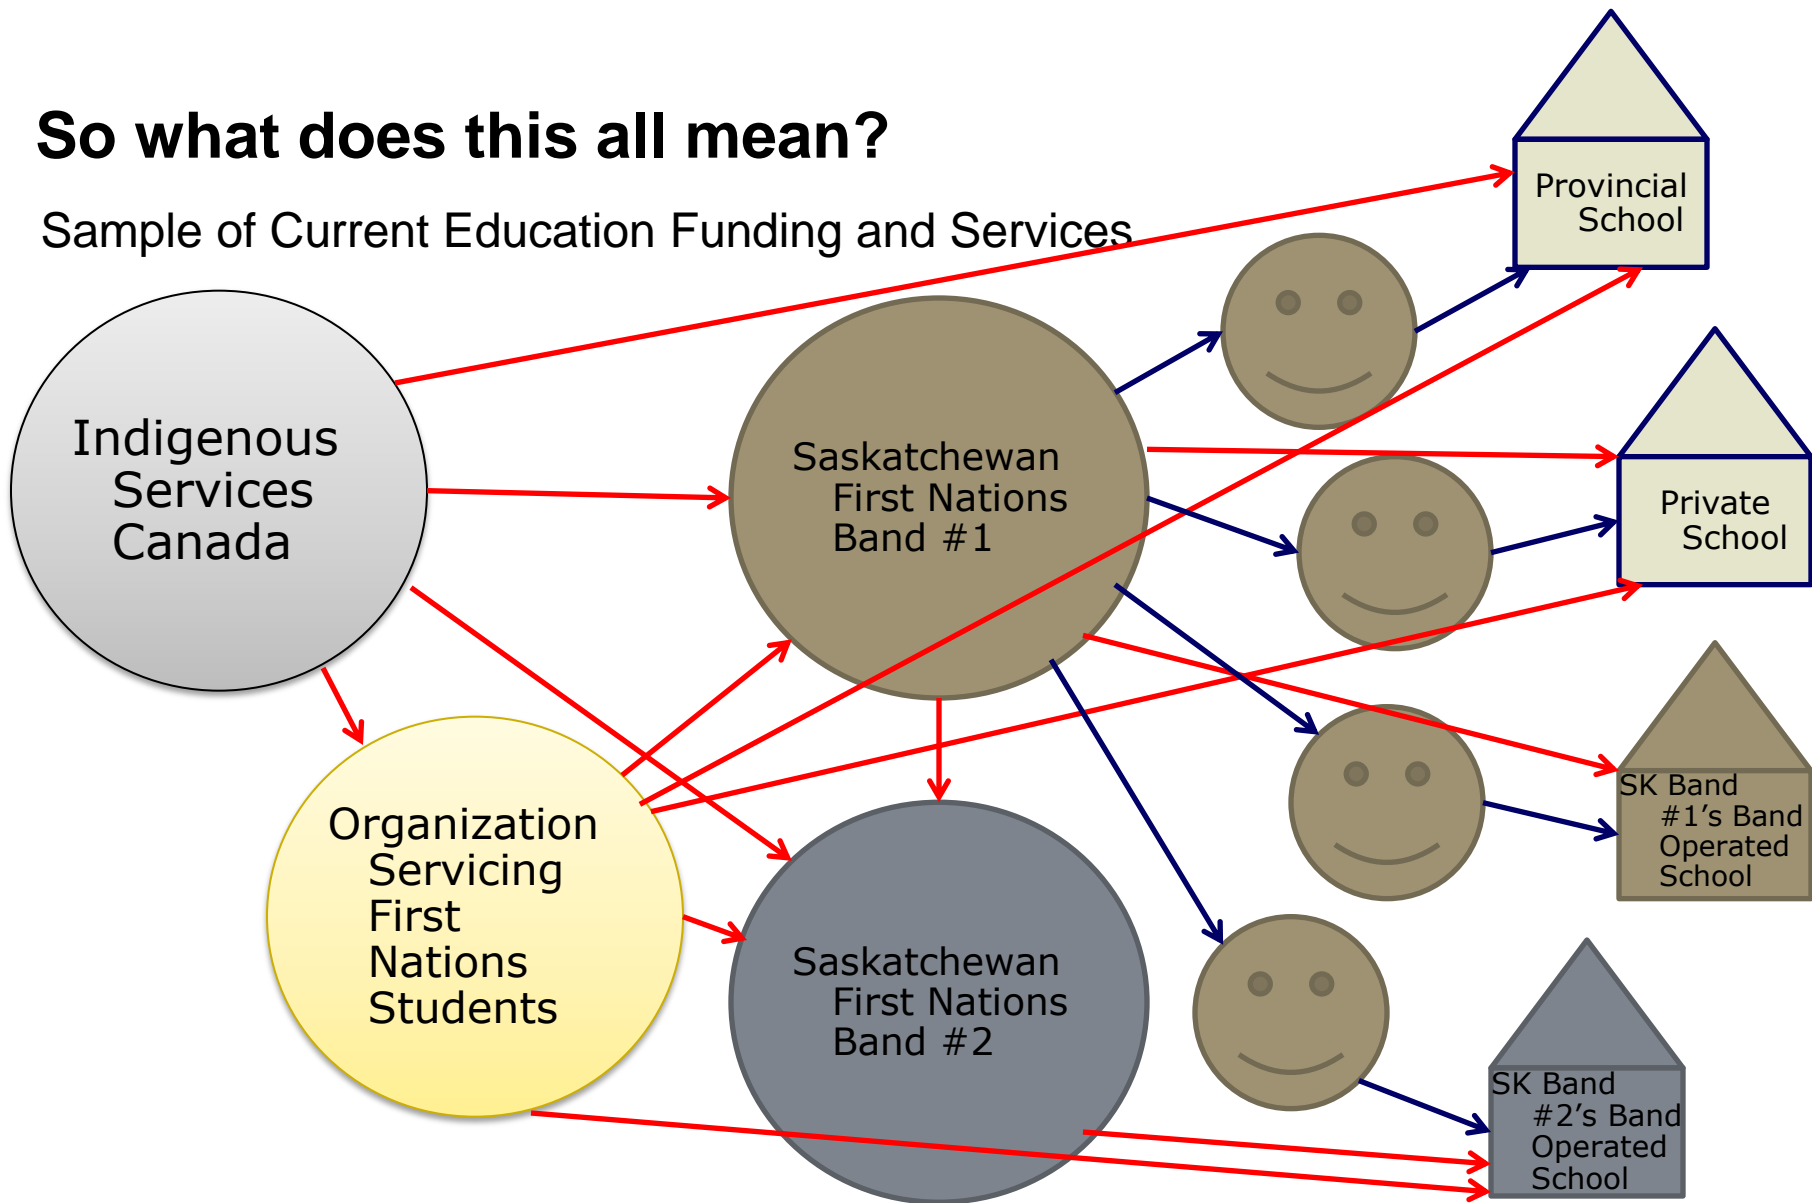 So what does this all mean?
Sample of Current Education Funding and Services
Provincial
School
Indigenous
Services
Canada
Saskatchewan
First Nations
Band #1
Private
School
Organization
Servicing
First
Nations
Students
SK Band
#1's Band
Operated
School
Saskatchewan
First Nations
Band #2
SK Band
#2's Band
Operated
School